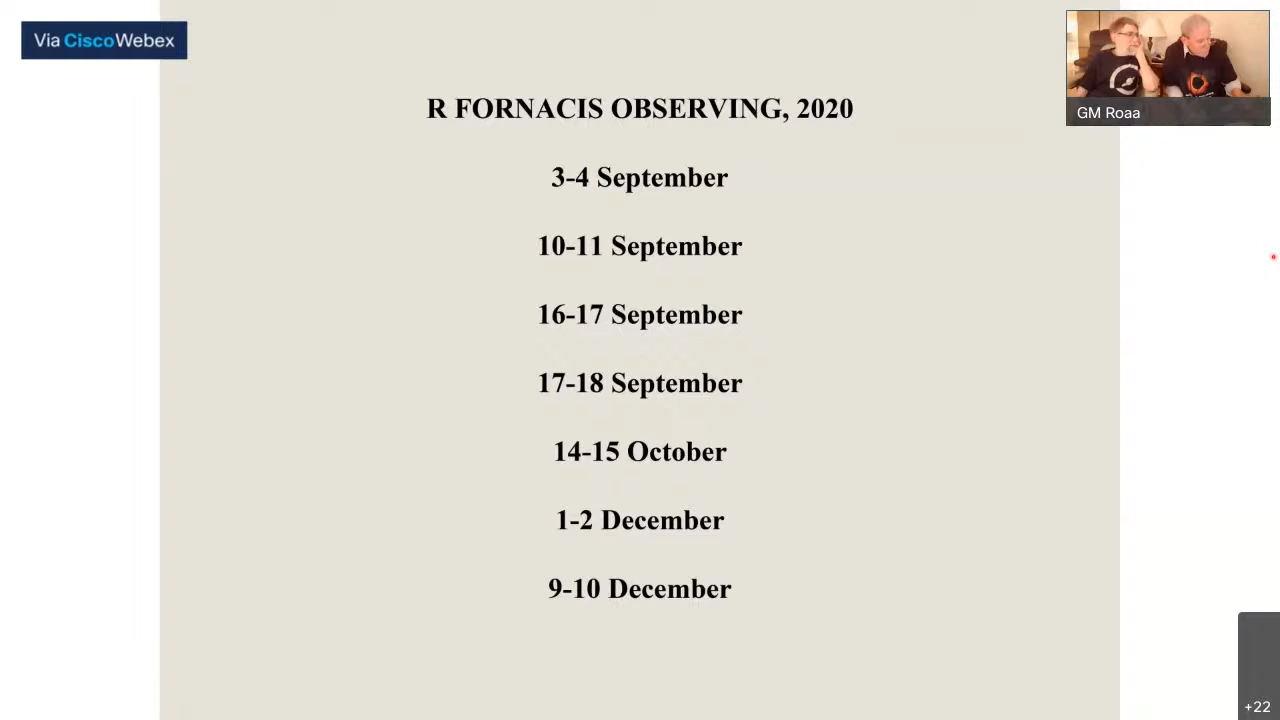 Via CiscoWebex
GM Roaa
R FORNACIS OBSERVING, 2020
3-4 September
10-11 September
16-17 September
17-18 September
14-15 October
1-2 December
9-10 December
+22